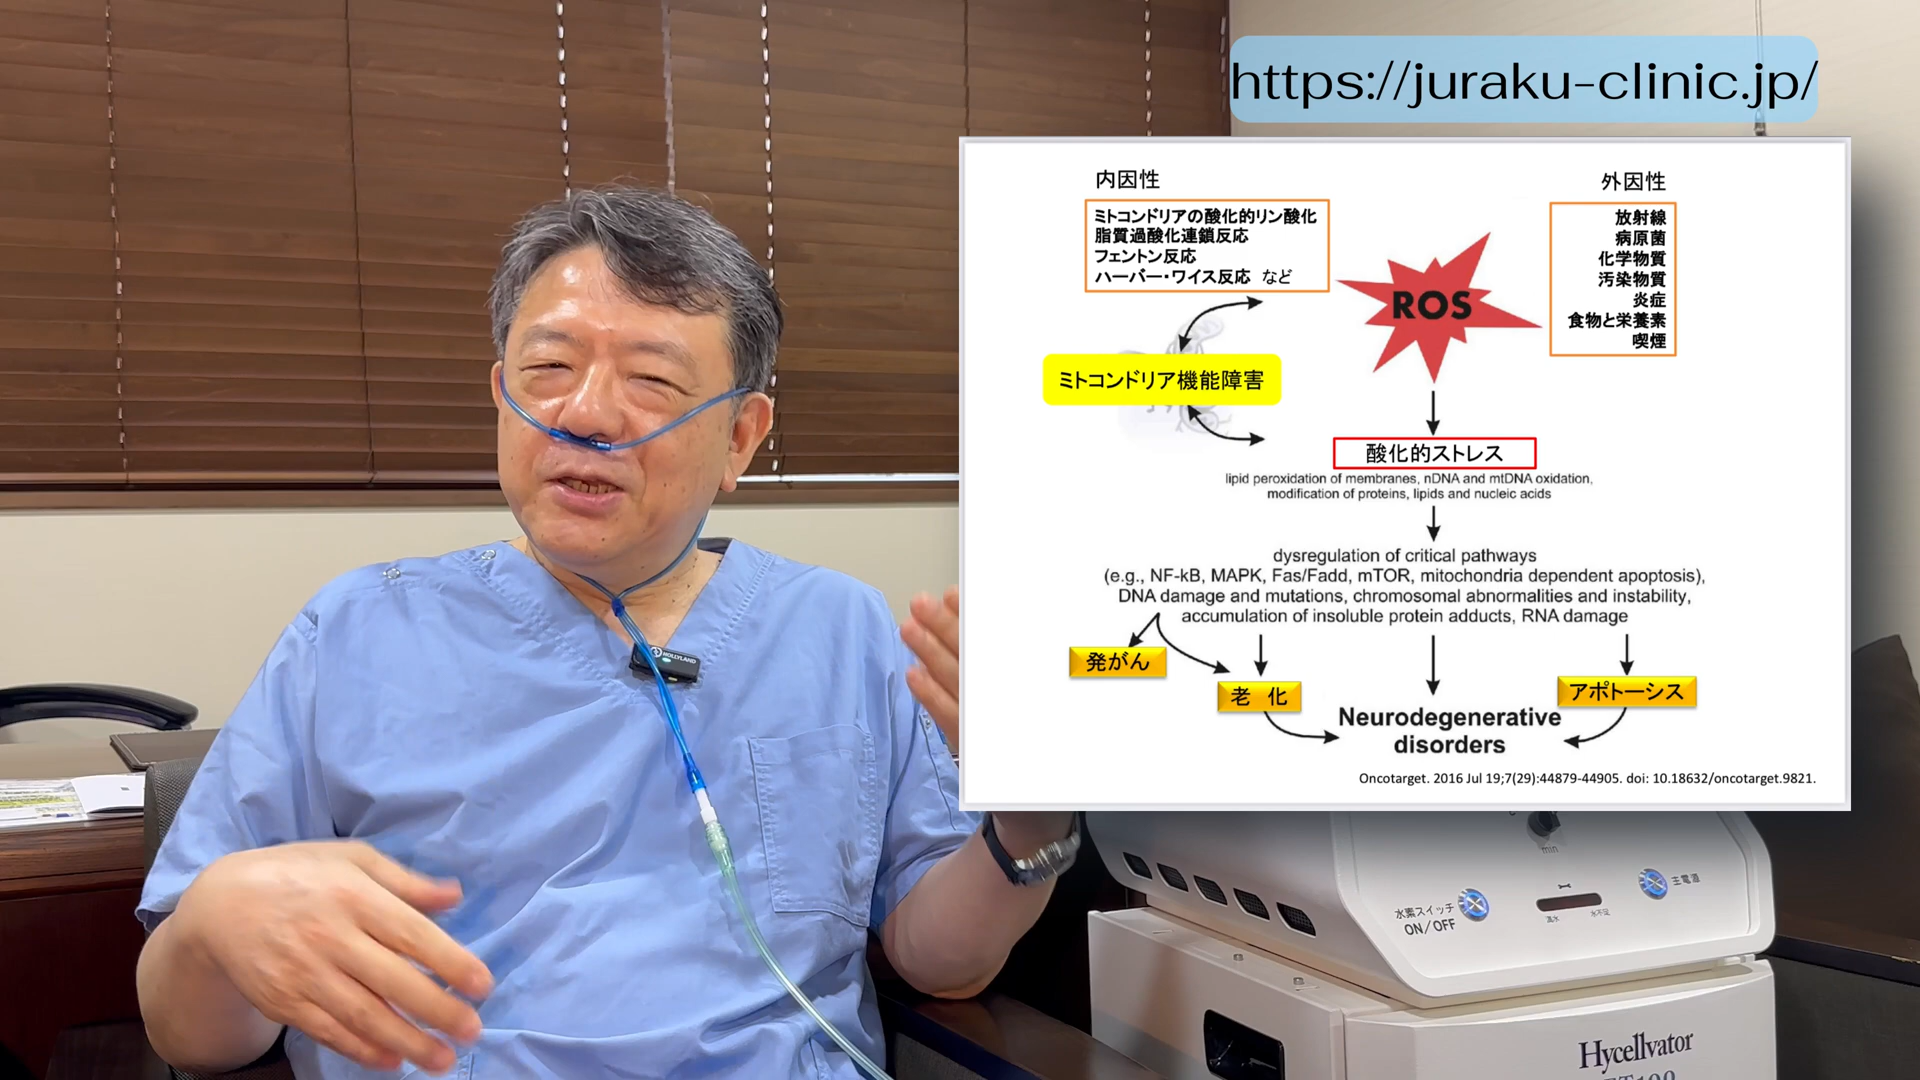 https://juraku-clinic.jp/
内因性
ミトコンドリアの酸化的リン酸化
脂質過酸化連鎖反応
フェントン反応
ハーバー・ワイス反応 など
外因性
放射線
病原菌
化学物質
汚染物質
炎症
食物と栄養素
喫煙
ROS
ミトコンドリア機能障害
酸化的ストレス
lipid peroxidation of membranes, nDNA and mtDNA oxidation,
modification of proteins, lipids and nucleic acids
dysregulation of critical pathways
(e.g., NF-kB, MAPK, Fas/Fadd, mTOR, mitochondria dependent apoptosis),
DNA damage and mutations, chromosomal abnormalities and instability,
accumulation of insoluble protein adducts, RNA damage
発がん
老 化
アポトーシス
Neurodegenerative
disorders
Oncotarget. 2016 Jul 19;7(29):44879-44905. doi: 10.18632/oncotarget.9821.
HOLLYLAND
min
水素スイッチ
ON/OFF
満水
水不足
主電源
Hycellvator